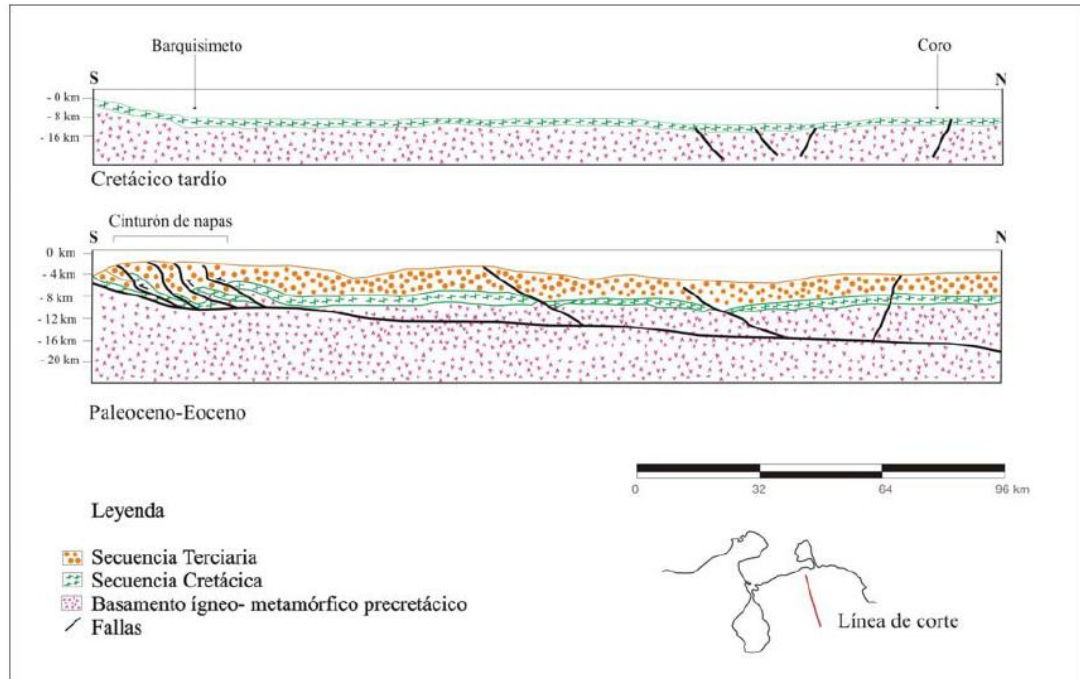 Barquisimeto
Coro
S
N
- 0 km
- 8 km
- 16 km
Cretácico tardío
Cinturón de napas
S
N
0 km
- 4 km
- 8 km
- 12 km
- 16 km
- 20 km
Paleoceno-Eoceno
0 32 64 96 km
Leyenda
Secuencia Terciaria
Secuencia Cretácica
Basamento ígneo- metamórfico precretácico
Fallas
Línea de corte